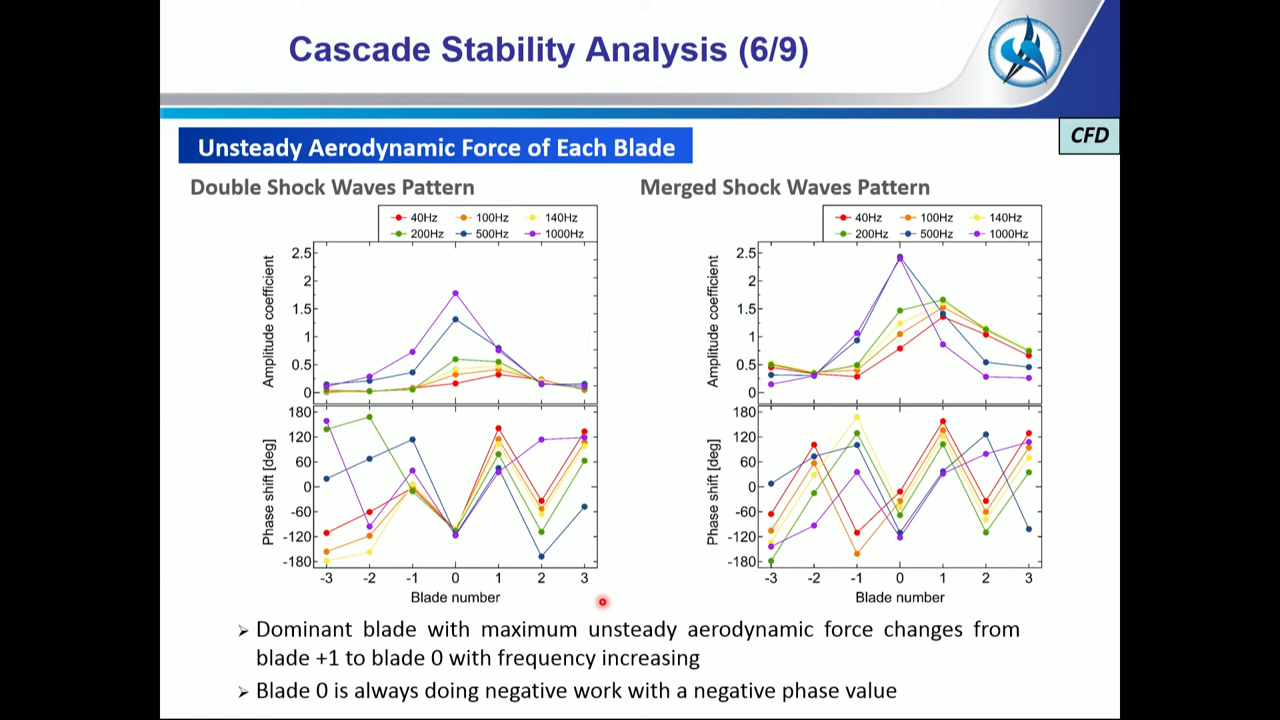 Cascade Stability Analysis (6/9)
CFD
Unsteady Aerodynamic Force of Each Blade
Double Shock Waves Pattern
40Hz 100Hz 140Hz
200Hz 500Hz 1000Hz
Amplitude coefficient
2.5
2
1.5
1
0.5
0
Phase shift [deg]
180
120
60
0
-60
-120
-180
-3 -2 -1 0 1 2 3
Blade number
Merged Shock Waves Pattern
40Hz 100Hz 140Hz
200Hz 500Hz 1000Hz
Amplitude coefficient
2.5
2
1.5
1
0.5
0
Phase shift [deg]
180
120
60
0
-60
-120
-180
-3 -2 -1 0 1 2 3
Blade number
➢ Dominant blade with maximum unsteady aerodynamic force changes from
blade +1 to blade 0 with frequency increasing
➢ Blade 0 is always doing negative work with a negative phase value